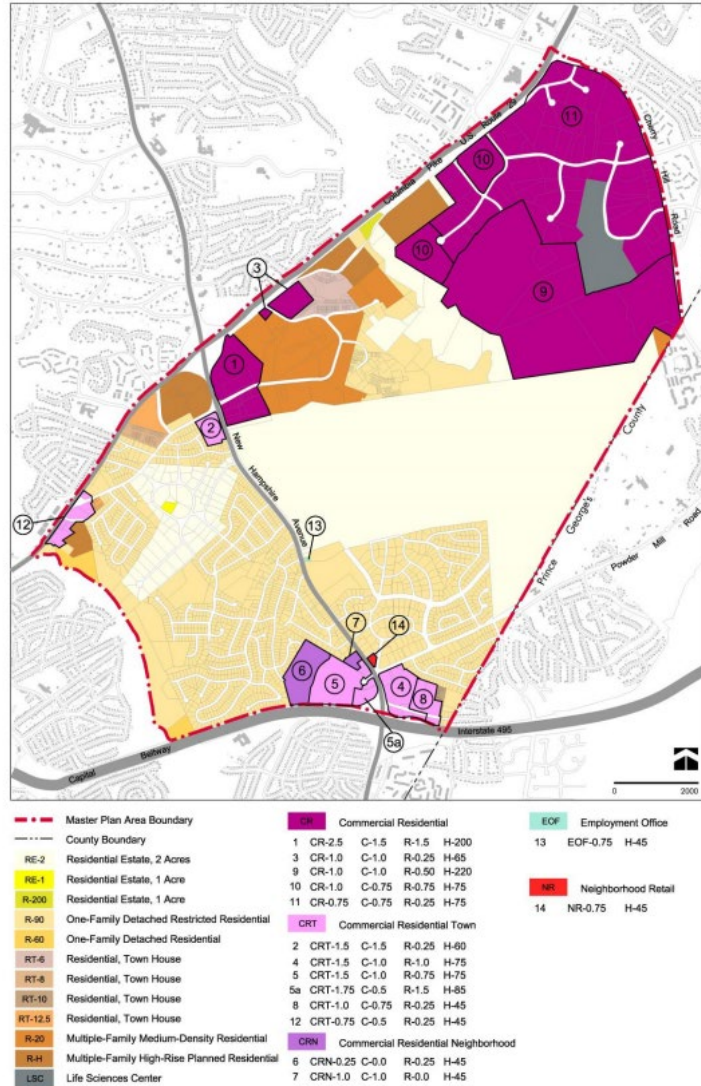 11
Cherry
Hill
Road
Columbia Pike U.S Route 29
10
10
9
3
1
2
New
Hampshire
Avenue
12
13
County
George's
Prince
Powder Mill Road
7
14
6
5
4
8
5a
Interstate 495
Capital Beltway
0 2000
Master Plan Area Boundary
County Boundary
RE-2 Residential Estate, 2 Acres
RE-1 Residential Estate, 1 Acre
R-200 Residential Estate, 1 Acre
R-90 One-Family Detached Restricted Residential
R-60 One-Family Detached Residential
RT-6 Residential, Town House
RT-8 Residential, Town House
RT-10 Residential, Town House
RT-12.5 Residential, Town House
R-20 Multiple-Family Medium-Density Residential
R-H Multiple-Family High-Rise Planned Residential
LSC Life Sciences Center
CR Commercial Residential
1 CR-2.5 C-1.5 R-1.5 H-200
3 CR-1.0 C-1.0 R-0.25 H-65
9 CR-1.0 C-1.0 R-0.50 H-220
10 CR-1.0 C-0.75 R-0.75 H-75
11 CR-0.75 C-0.75 R-0.25 H-75
CRT Commercial Residential Town
2 CRT-1.5 C-1.5 R-0.25 H-60
4 CRT-1.5 C-1.0 R-1.0 H-75
5 CRT-1.5 C-1.0 R-0.75 H-75
5a CRT-1.75 C-0.5 R-1.5 H-85
8 CRT-1.0 C-0.75 R-0.25 H-45
12 CRT-0.75 C-0.5 R-0.25 H-45
CRN Commercial Residential Neighborhood
6 CRN-0.25 C-0.0 R-0.25 H-45
7 CRN-1.0 C-1.0 R-0.0 H-45
EOF Employment Office
13 EOF-0.75 H-45
NR Neighborhood Retail
14 NR-0.75 H-45